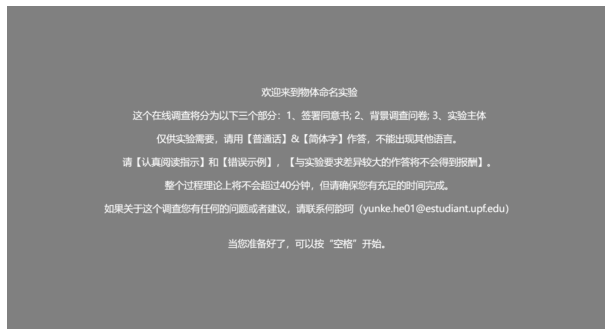 欢迎来到物体命名实验
这个在线调查将分为以下三个部分：1、签署同意书; 2、背景调查问卷; 3、实验主体
仅供实验需要，请用【普通话】&【简体字】作答，不能出现其他语言。
请【认真阅读指示】和【错误示例】，【与实验要求差异较大的作答将不会得到报酬】。
整个过程理论上将不会超过40分钟，但请确保您有充足的时间完成。
如果关于这个调查您有任何的问题或者建议，请联系何韵珂（yunke.he01@estudiant.upf.edu）
当您准备好了，可以按“空格”开始。